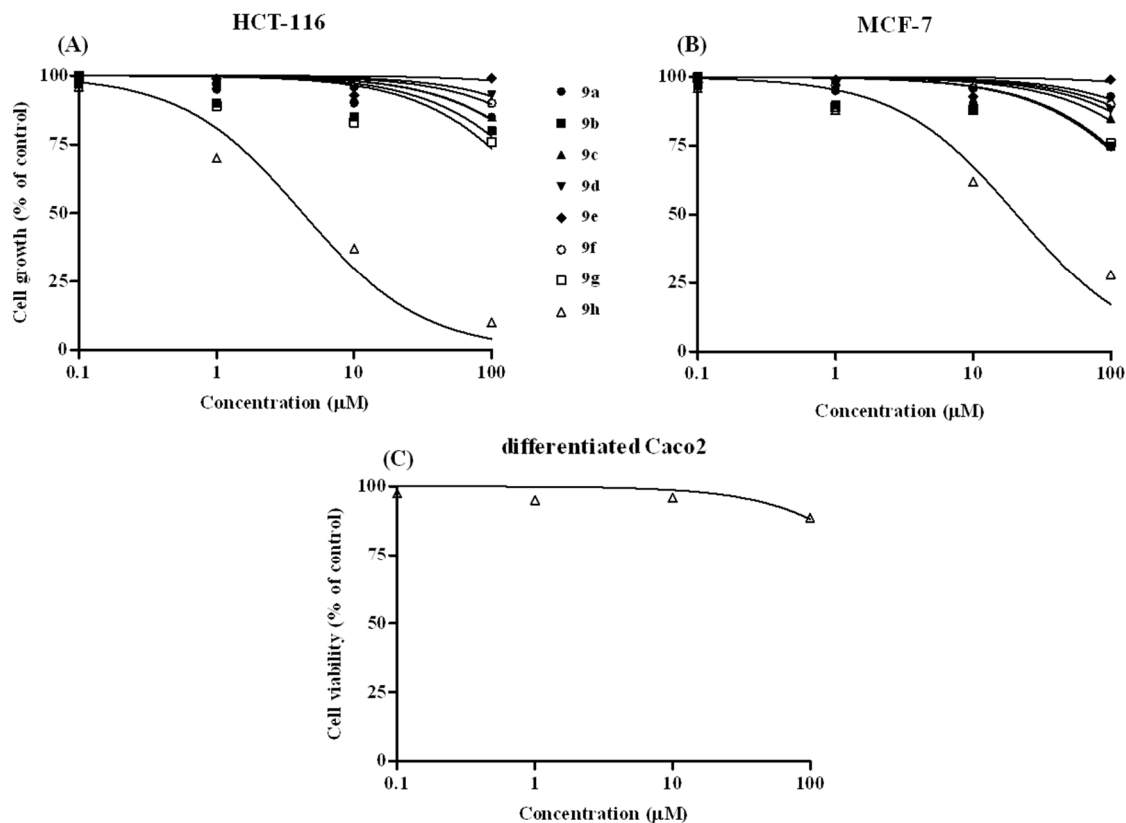 HCT-116
(A)
Cell growth (% of control)
100
75
50
25
0
0.1 1 10 100
Concentration (µM)
9a
9b
9c
9d
9e
9f
9g
9h
MCF-7
(B)
100
75
50
25
0
0.1 1 10 100
Concentration (µM)
differentiated Caco2
(C)
Cell viability (% of control)
100
75
50
25
0
0.1 1 10 100
Concentration (µM)